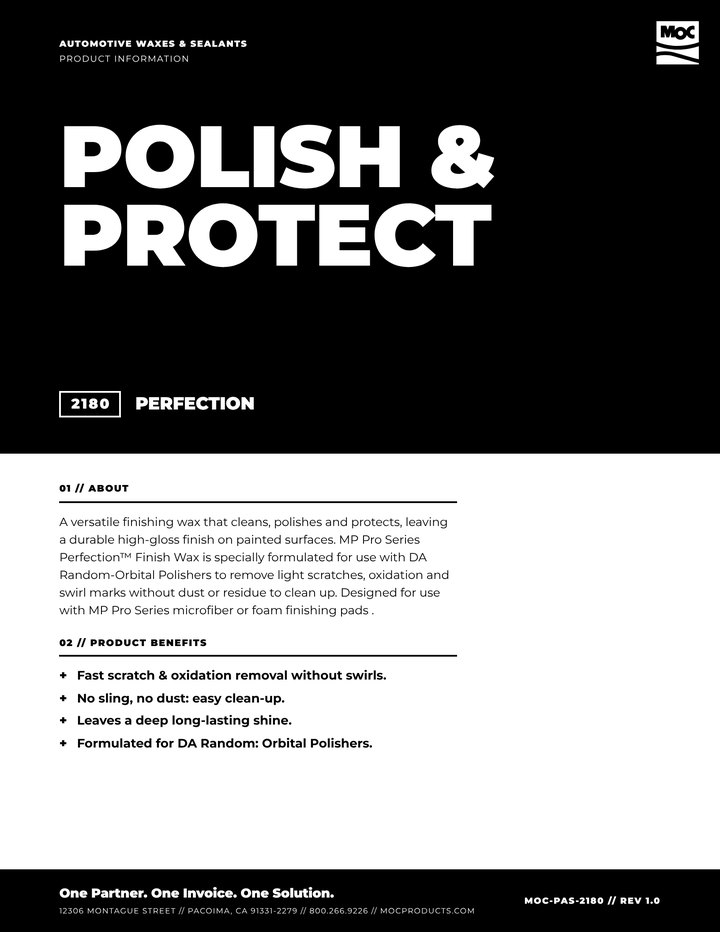 AUTOMOTIVE WAXES & SEALANTS
PRODUCT INFORMATION
MOC
POLISH &
PROTECT
2180 PERFECTION
01 // ABOUT
A versatile finishing wax that cleans, polishes and protects, leaving
a durable high-gloss finish on painted surfaces. MP Pro Series
Perfection™ Finish Wax is specially formulated for use with DA
Random-Orbital Polishers to remove light scratches, oxidation and
swirl marks without dust or residue to clean up. Designed for use
with MP Pro Series microfiber or foam finishing pads .
02 // PRODUCT BENEFITS
+ Fast scratch & oxidation removal without swirls.
+ No sling, no dust: easy clean-up.
+ Leaves a deep long-lasting shine.
+ Formulated for DA Random: Orbital Polishers.
One Partner. One Invoice. One Solution.
12306 MONTAGUE STREET // PACOIMA, CA 91331-2279 // 800.266.9226 // MOCPRODUCTS.COM
MOC-PAS-2180 // REV 1.0